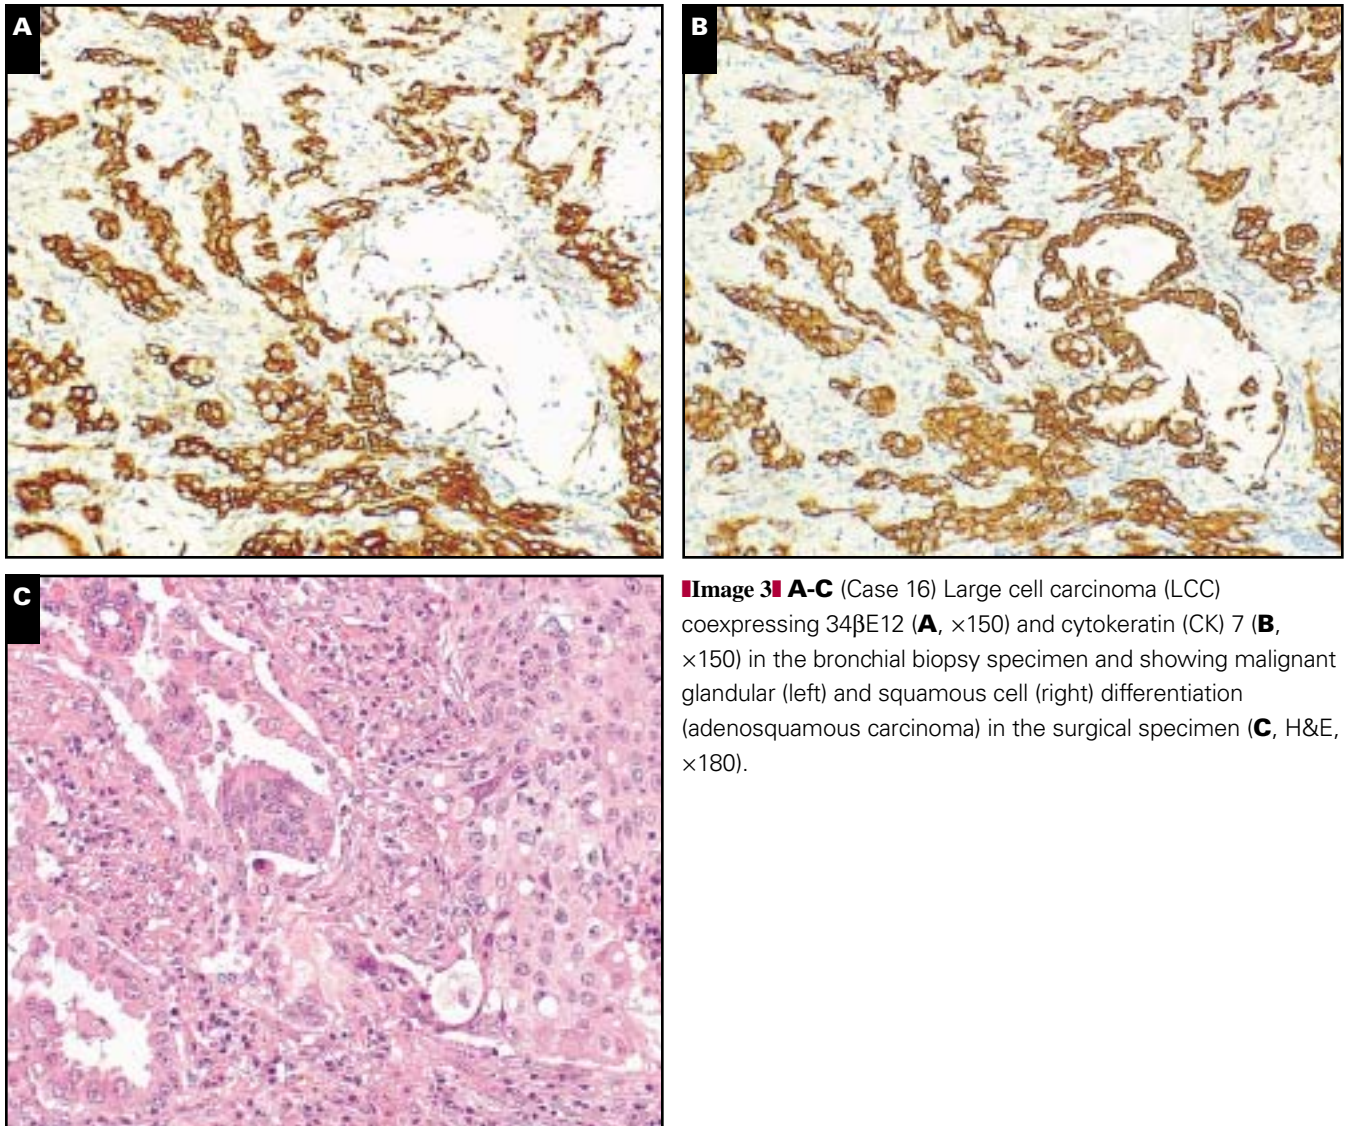 A
B
C
❚Image 3❚ A-C (Case 16) Large cell carcinoma (LCC)
coexpressing 34βE12 (A, ×150) and cytokeratin (CK) 7 (B,
×150) in the bronchial biopsy specimen and showing malignant
glandular (left) and squamous cell (right) differentiation
(adenosquamous carcinoma) in the surgical specimen (C, H&E,
×180).